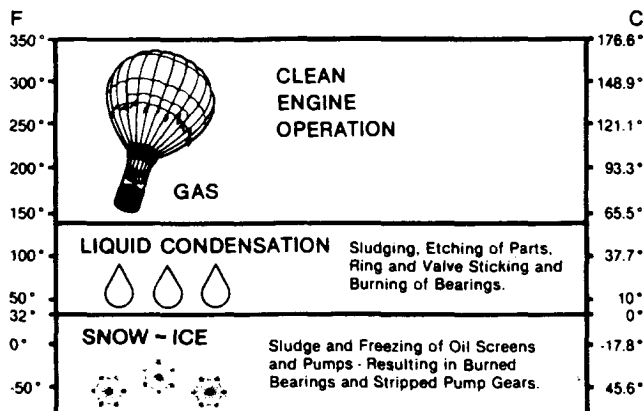 F C
350° 176.6°
CLEAN
300° ENGINE 148.9°
OPERATION
250° 121.1°
200° 93.3°
GAS
150° 65.5°
LIQUID CONDENSATION Sludging, Etching of Parts,
100° Ring and Valve Sticking and 37.7°
Burning of Bearings.
50° 10°
32° 0°
SNOW - ICE Sludge and Freezing of Oil Screens
0° and Pumps - Resulting in Burned -17.8°
Bearings and Stripped Pump Gears.
-50° 45.6°